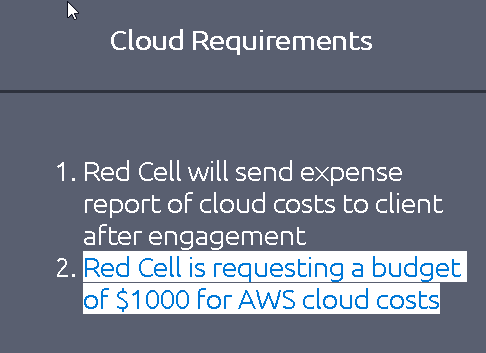 Cloud Requirements
1. Red Cell will send expense
report of cloud costs to client
after engagement
2. Red Cell is requesting a budget
of $1000 for AWS cloud costs